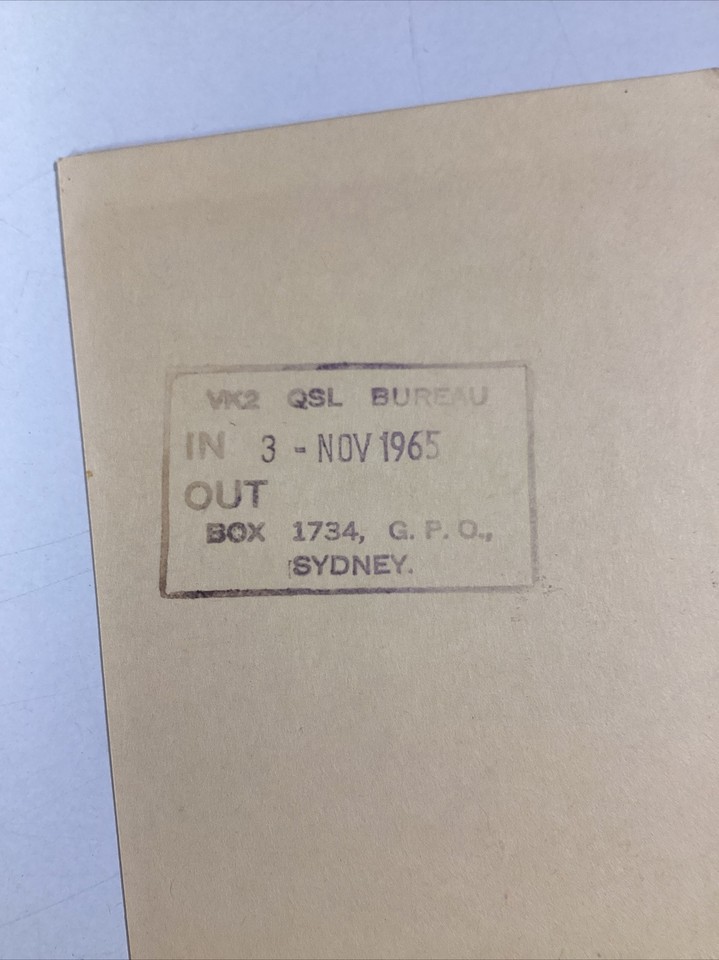 VK2 QSL BUREAU
IN 3 - NOV 1965
OUT
BOX 1734, G. P. O.,
SYDNEY.